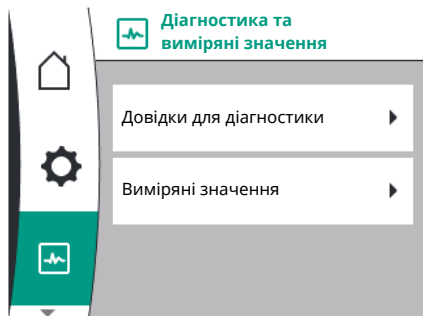 Діагностика та
виміряні значення
Довідки для діагностики
Виміряні значення